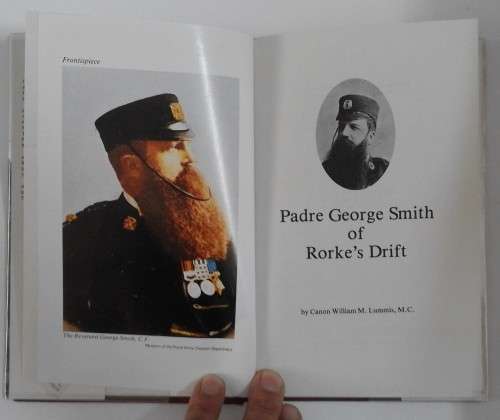 Frontispiece
The Reverend George Smith, C.F.
Padre George Smith
of
Rorke's Drift
by Canon William M. Lummis, M.C.